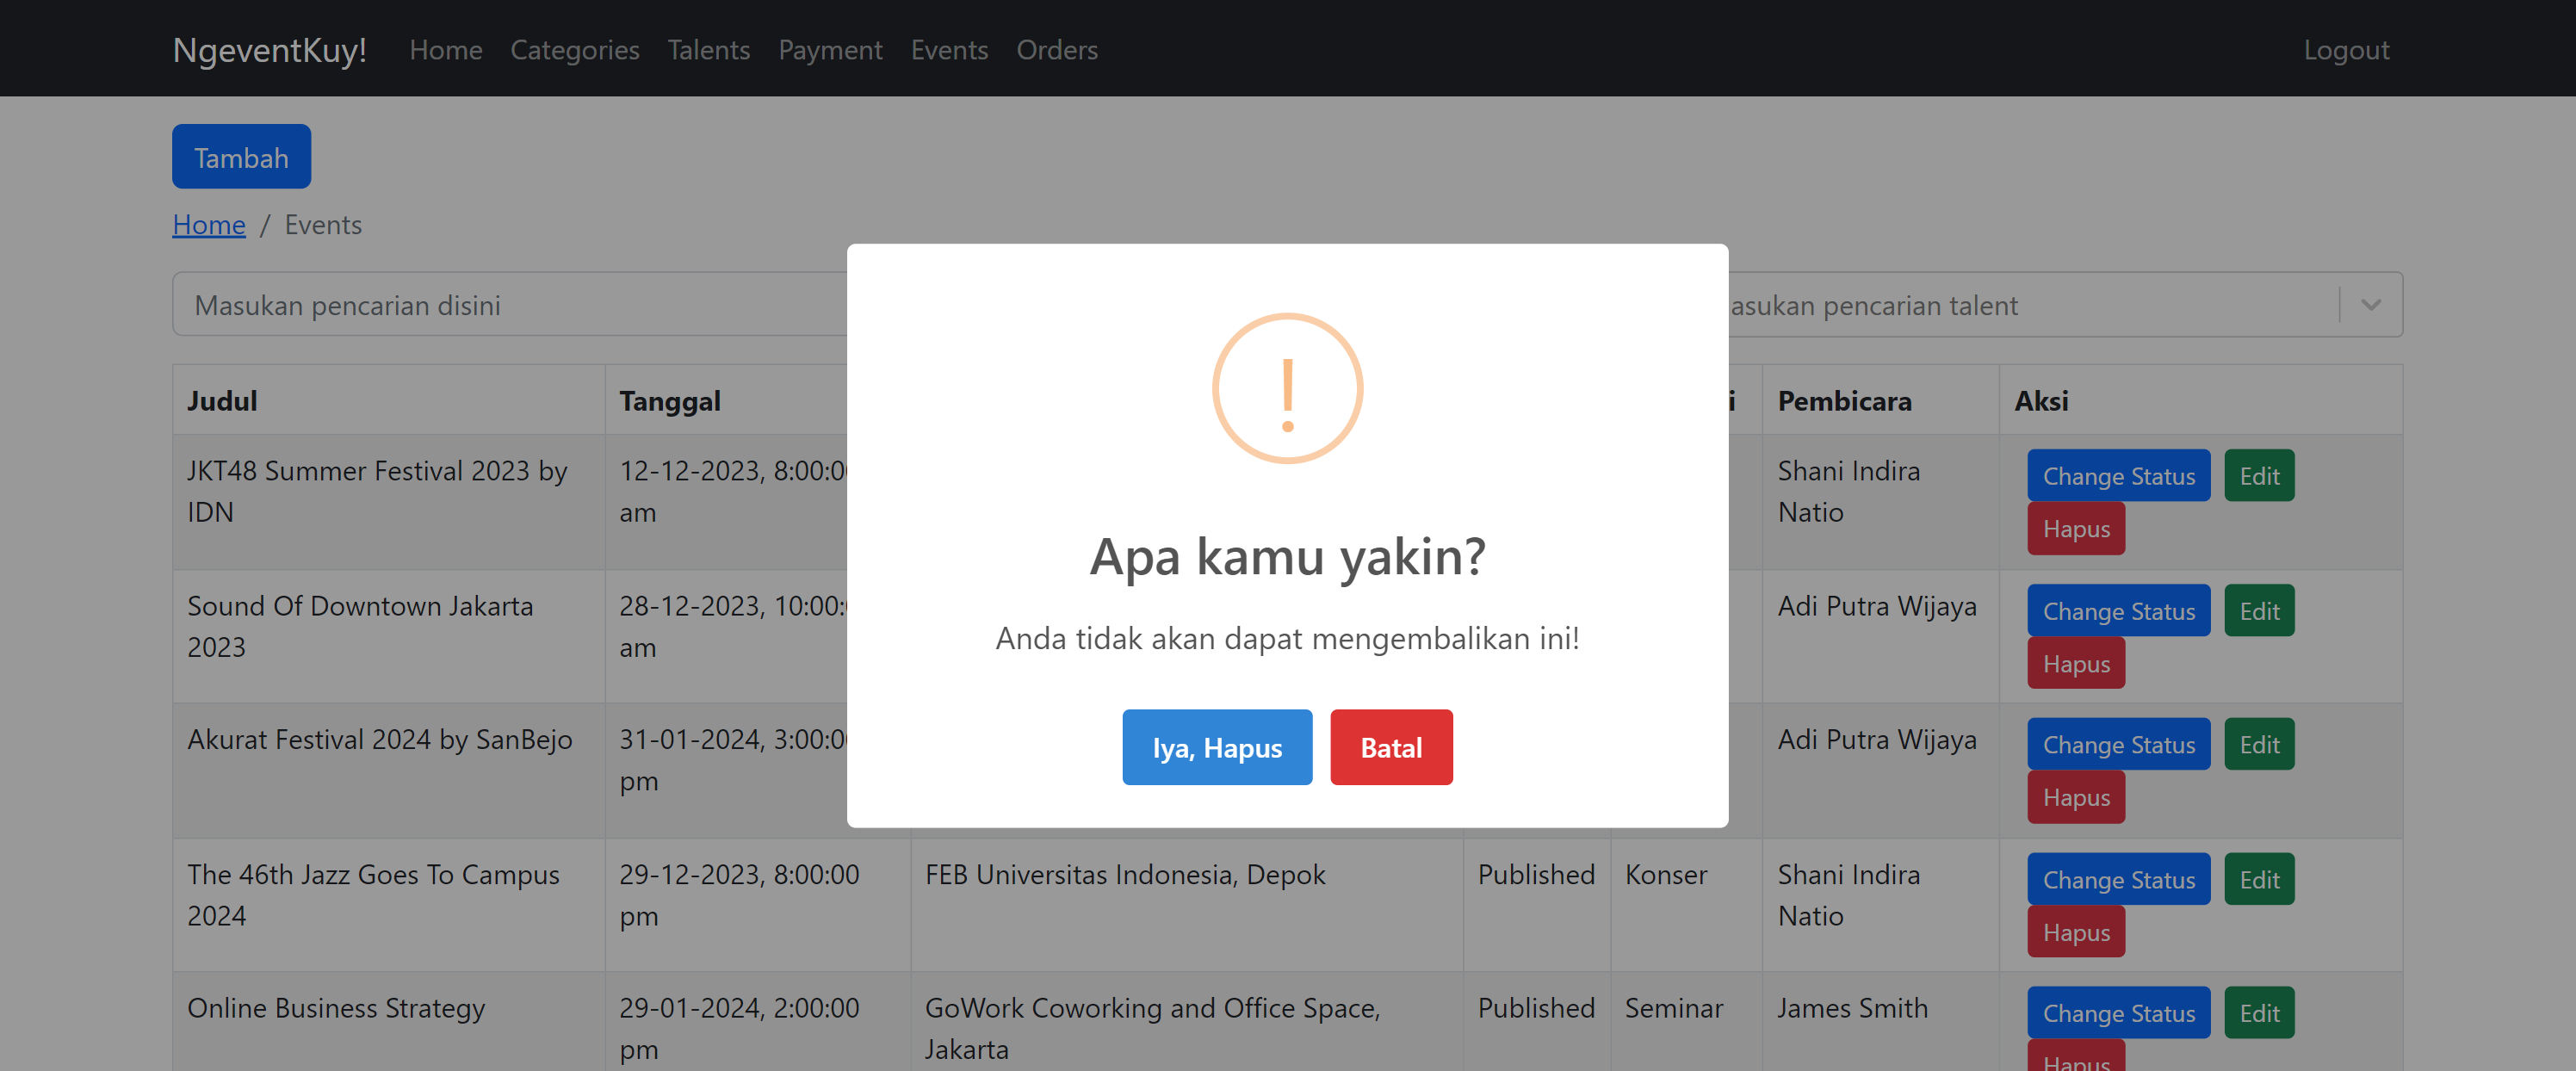 NgeventKuy! Home Categories Talents Payment Events Orders Logout
Tambah
Home / Events
Masukan pencarian disini
asukan pencarian talent
Judul Tanggal i Pembicara Aksi
JKT48 Summer Festival 2023 by
IDN
12-12-2023, 8:00:00
am
Shani Indira
Natio
Change Status Edit
Hapus
Sound Of Downtown Jakarta
2023
28-12-2023, 10:00:
am
Adi Putra Wijaya
Change Status Edit
Hapus
Akurat Festival 2024 by SanBejo
31-01-2024, 3:00:00
pm
Adi Putra Wijaya
Change Status Edit
Hapus
The 46th Jazz Goes To Campus
2024
29-12-2023, 8:00:00
pm
FEB Universitas Indonesia, Depok
Published
Konser
Shani Indira
Natio
Change Status Edit
Hapus
Online Business Strategy
29-01-2024, 2:00:00
pm
GoWork Coworking and Office Space,
Jakarta
Published
Seminar
James Smith
Change Status Edit
Hapus
!
Apa kamu yakin?
Anda tidak akan dapat mengembalikan ini!
Iya, Hapus Batal